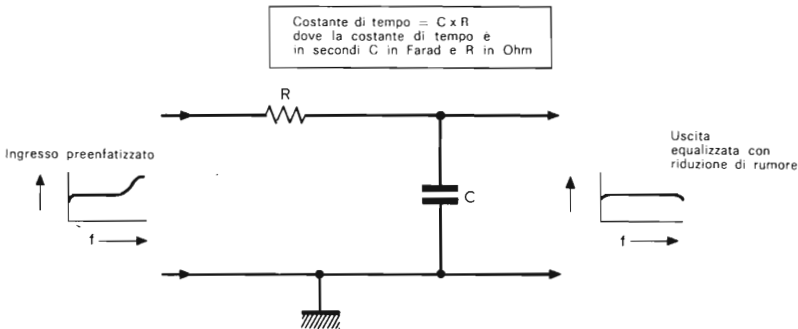 Costante di tempo = C x R
dove la costante di tempo è
in secondi C in Farad e R in Ohm
R
Ingresso preenfatizzato
f
C
Uscita
equalizzata con
riduzione di rumore
f